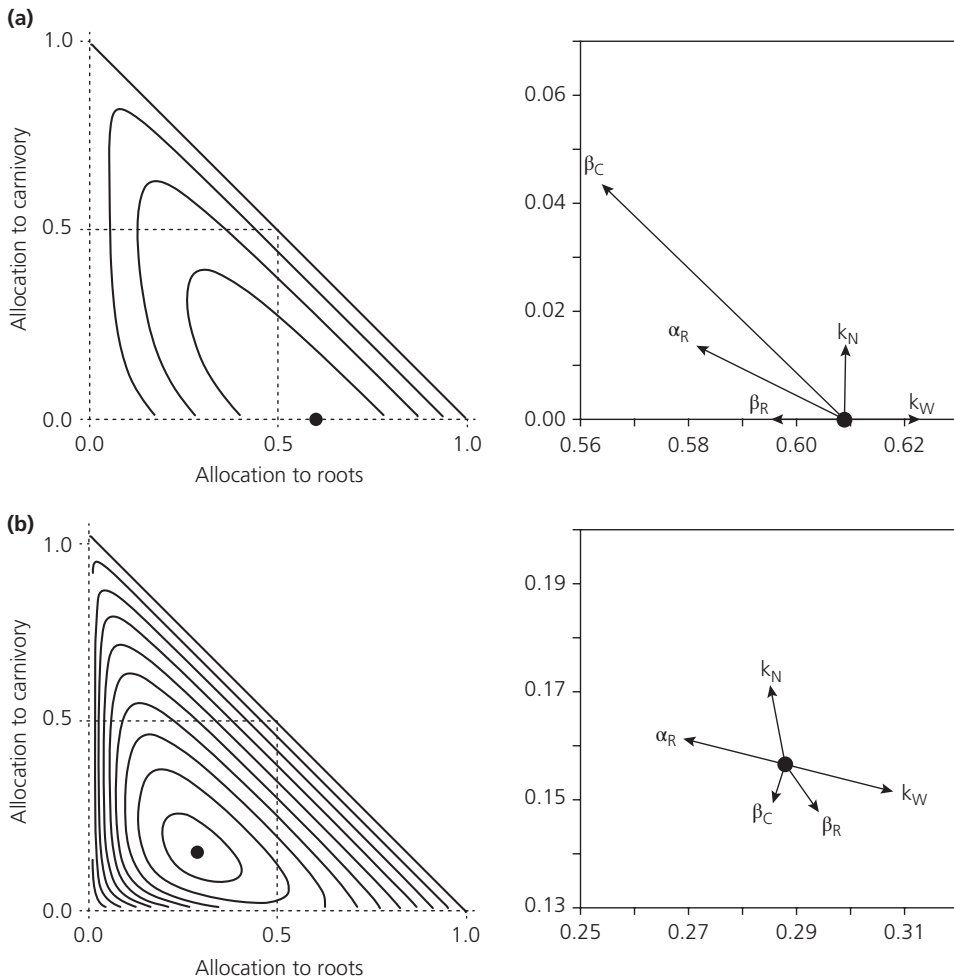 (a)
1.0
0.5
0.0
Allocation to carnivory
0.0 0.5 1.0
Allocation to roots
0.06
0.04
0.02
0.00
βC
αR
βR
kN
kW
0.56 0.58 0.60 0.62
(b)
1.0
0.5
0.0
Allocation to carnivory
0.0 0.5 1.0
Allocation to roots
0.19
0.17
0.15
0.13
kN
αR
kW
βC
βR
0.25 0.27 0.29 0.31